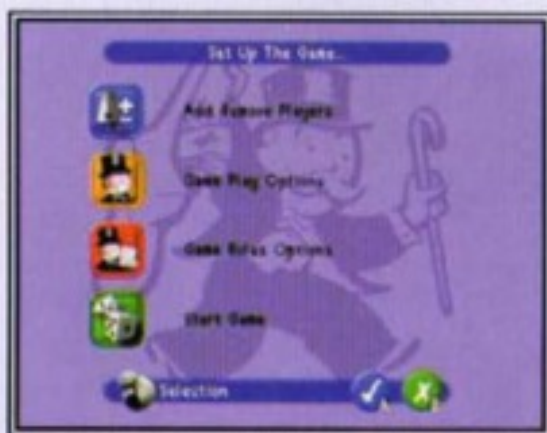 Set Up The Game...
Add Remove Players
Game Play Options
Game Rules Options
Start Game
Selection